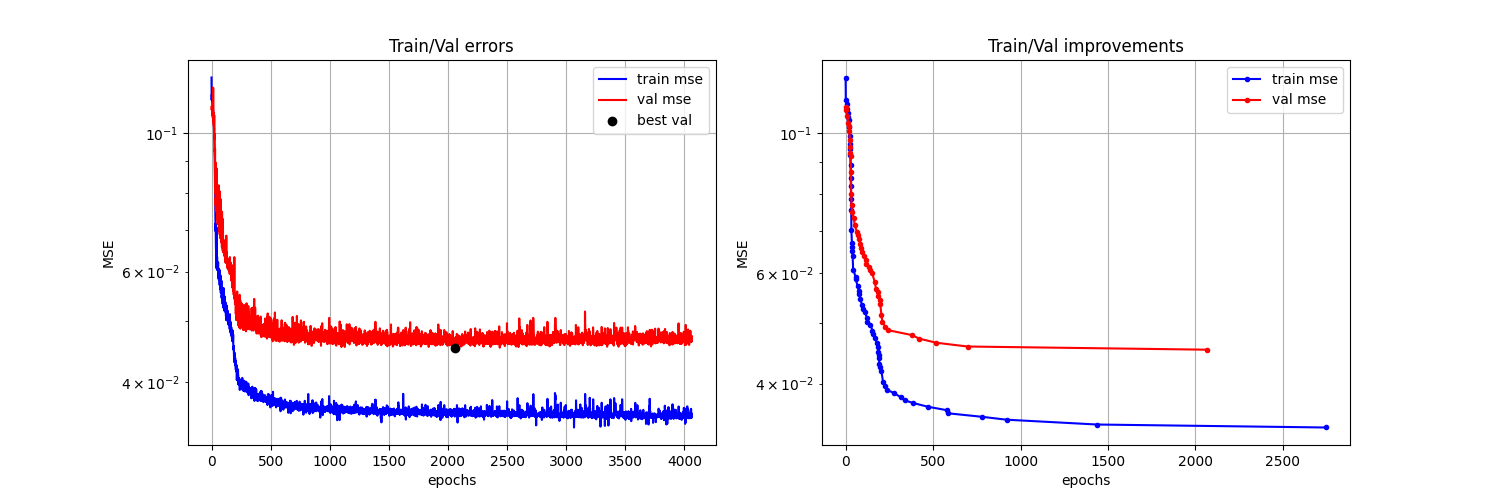 Train/Val errors
train mse
val mse
best val
10⁻¹
6 × 10⁻²
4 × 10⁻²
MSE
0 500 1000 1500 2000 2500 3000 3500 4000
epochs
Train/Val improvements
train mse
val mse
10⁻¹
6 × 10⁻²
4 × 10⁻²
MSE
0 500 1000 1500 2000 2500
epochs